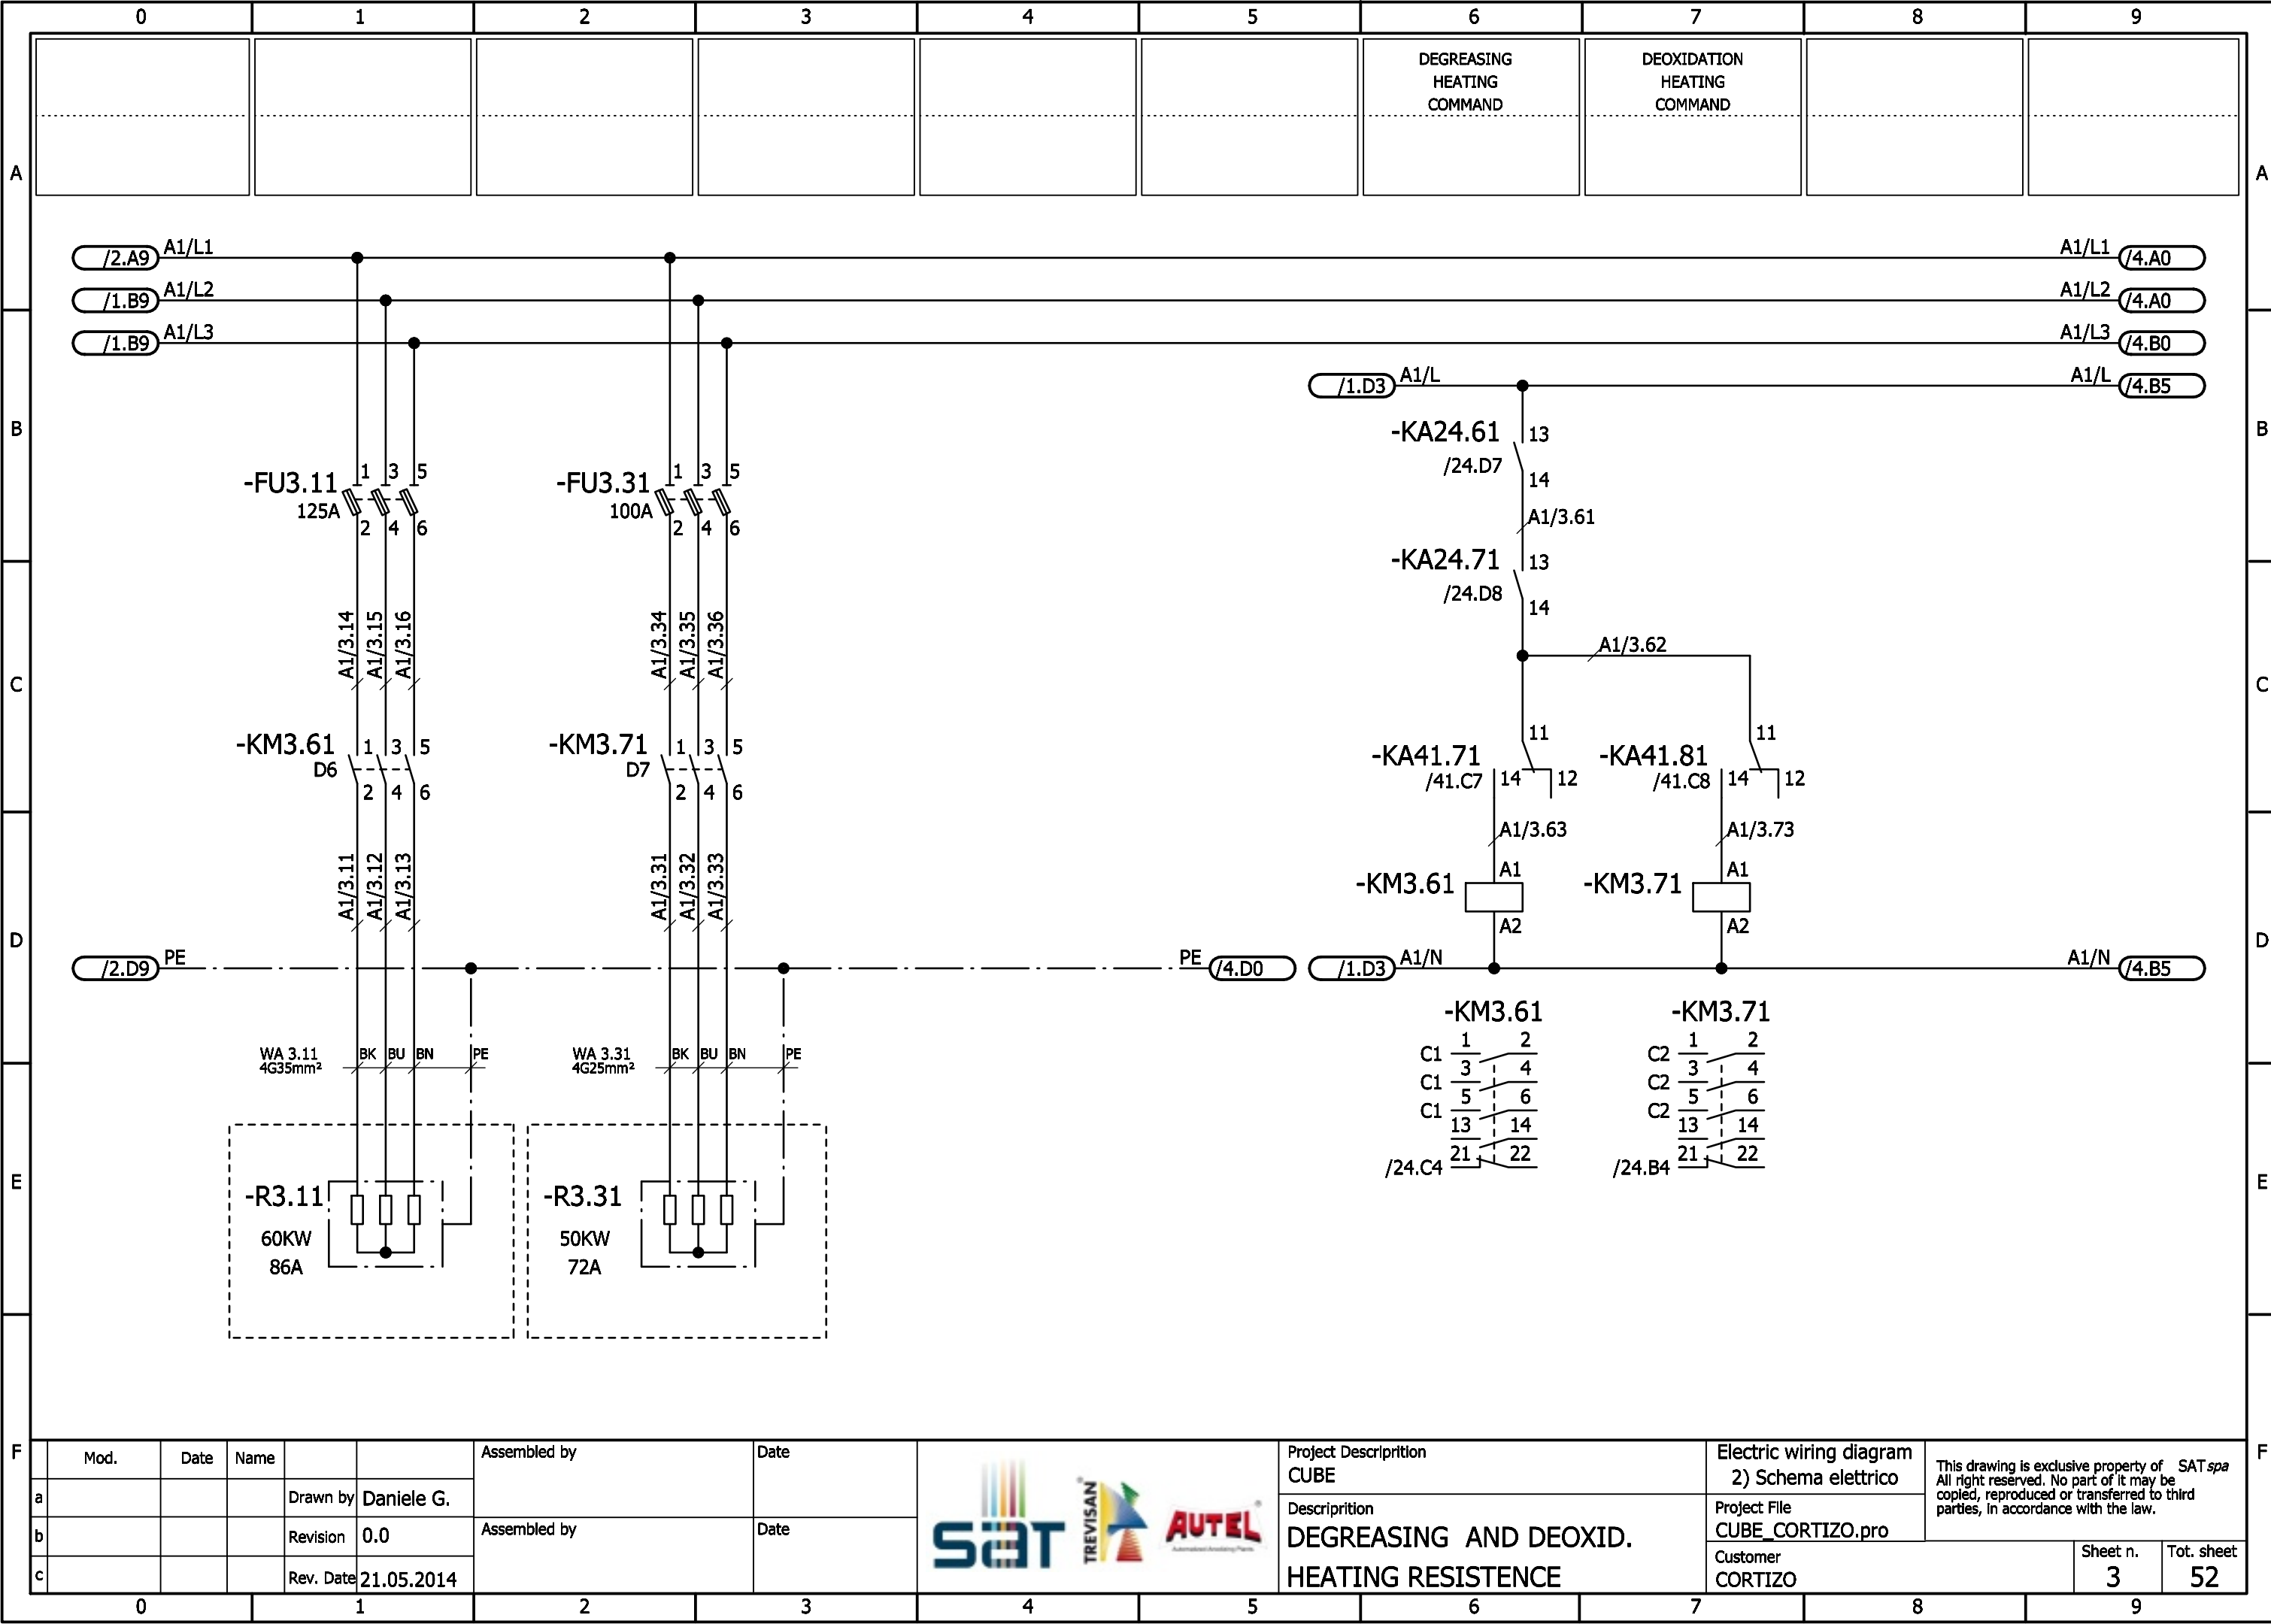 0 1 2 3 4 5 6 7 8 9
DEGREASING
HEATING
COMMAND
DEOXIDATION
HEATING
COMMAND
A A
/2.A9 A1/L1 A1/L1 /4.A0
/1.B9 A1/L2 A1/L2 /4.A0
/1.B9 A1/L3 A1/L3 /4.B0
/1.D3 A1/L A1/L /4.B5
B B
-KA24.61 13
/24.D7
14
-FU3.11 1 3 5
125A
2 4 6
-FU3.31 1 3 5
100A
2 4 6
A1/3.61
-KA24.71 13
/24.D8
14
A1/3.14 A1/3.15 A1/3.16
A1/3.34 A1/3.35 A1/3.36
A1/3.62
C C
-KM3.61 1 3 5
D6
2 4 6
-KM3.71 1 3 5
D7
2 4 6
11
-KA41.71
/41.C7 14 12
11
-KA41.81
/41.C8 14 12
A1/3.63 A1/3.73
A1/3.11 A1/3.12 A1/3.13
A1/3.31 A1/3.32 A1/3.33
A1
-KM3.61
A2
A1
-KM3.71
A2
D D
/2.D9 PE PE /4.D0 /1.D3 A1/N A1/N /4.B5
-KM3.61
1 2
C1
3 4
C1
5 6
C1
13 14
21 22
/24.C4
-KM3.71
1 2
C2
3 4
C2
5 6
C2
13 14
21 22
/24.B4
WA 3.11 BK BU BN PE
4G35mm²
WA 3.31 BK BU BN PE
4G25mm²
E E
-R3.11
60KW
86A
-R3.31
50KW
72A
F F
Mod. Date Name
a Drawn by Daniele G.
b Revision 0.0
c Rev. Date 21.05.2014
Assembled by Date
Assembled by Date
SAT
TREVISAN
AUTEL
Project Descriprition
CUBE
Descriprition
DEGREASING AND DEOXID.
HEATING RESISTENCE
Electric wiring diagram
2) Schema elettrico
Project File
CUBE_CORTIZO.pro
Customer
CORTIZO
This drawing is exclusive property of SAT spa
All right reserved. No part of it may be
copied, reproduced or transferred to third
parties, in accordance with the law.
Sheet n. Tot. sheet
3 52
0 1 2 3 4 5 6 7 8 9